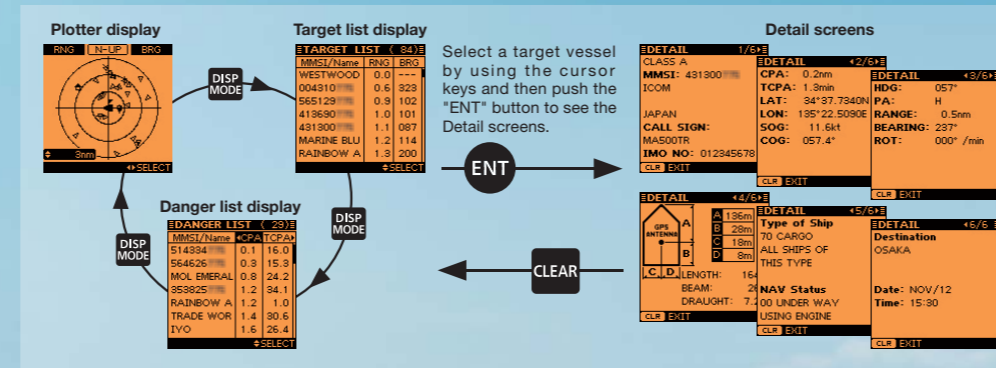 Plotter display
RNG N-UP BRG
3nm
SELECT
DISP
MODE
Target list display
TARGET LIST ( 84)
MMSI/Name RNG BRG
WESTWOOD 0.0 ---
004310 0.6 323
565129 0.9 102
413690 1.0 101
431300 1.1 087
MARINE BLU 1.2 114
RAINBOW A 1.3 200
SELECT
DISP
MODE
Danger list display
DANGER LIST ( 29)
MMSI/Name CPA TCPA
514334 0.1 16.0
564626 0.3 15.3
MOL EMERAL 0.8 24.2
353825 1.2 34.1
RAINBOW A 1.2 1.0
TRADE WOR 1.4 30.6
IYO 1.6 26.4
SELECT
DISP
MODE
Select a target vessel
by using the cursor
keys and then push the
"ENT" button to see the
Detail screens.
ENT
CLEAR
Detail screens
DETAIL 1/6
CLASS A
MMSI: 431300
ICOM
JAPAN
CALL SIGN:
MA500TR
IMO NO: 012345678
CLR EXIT
DETAIL 2/6
CPA: 0.2nm
TCPA: 1.3min
LAT: 34°37.7340N
LON: 135°22.5090E
SOG: 11.6kt
COG: 057.4°
CLR EXIT
DETAIL 3/6
HDG: 057°
PA: H
RANGE: 0.5nm
BEARING: 237°
ROT: 000° /min
CLR EXIT
DETAIL 4/6
GPS
ANTENNA
A
B
C D
A 136m
B 28m
C 18m
D 8m
LENGTH: 164
BEAM: 26
DRAUGHT: 7.2
CLR EXIT
DETAIL 5/6
Type of Ship
70 CARGO
ALL SHIPS OF
THIS TYPE
NAV Status
00 UNDER WAY
USING ENGINE
CLR EXIT
DETAIL 6/6
Destination
OSAKA
Date: NOV/12
Time: 15:30
CLR EXIT